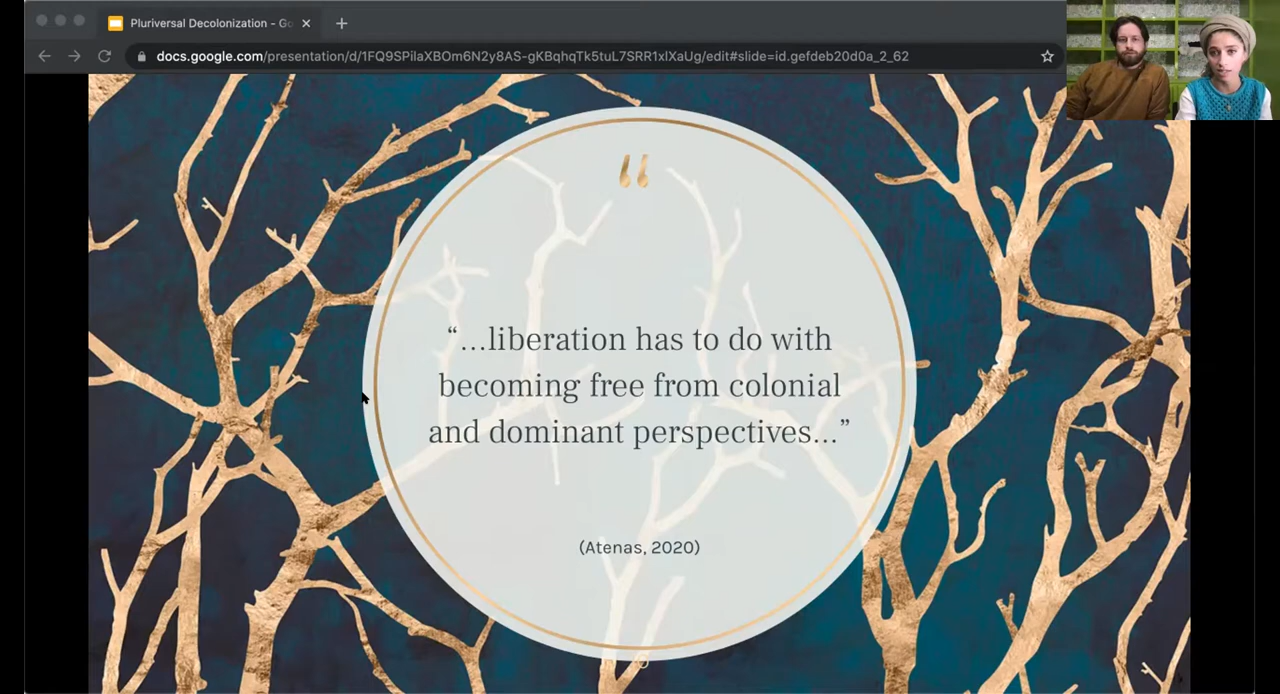 Pluriversal Decolonization - Go
docs.google.com/presentation/d/1FQ9SPilaXBOm6N2y8AS-gKBqhqTk5tuL7SRR1xlXaUg/edit#slide=id.gefdeb20d0a_2_62
“
“...liberation has to do with
becoming free from colonial
and dominant perspectives...”
(Atenas, 2020)